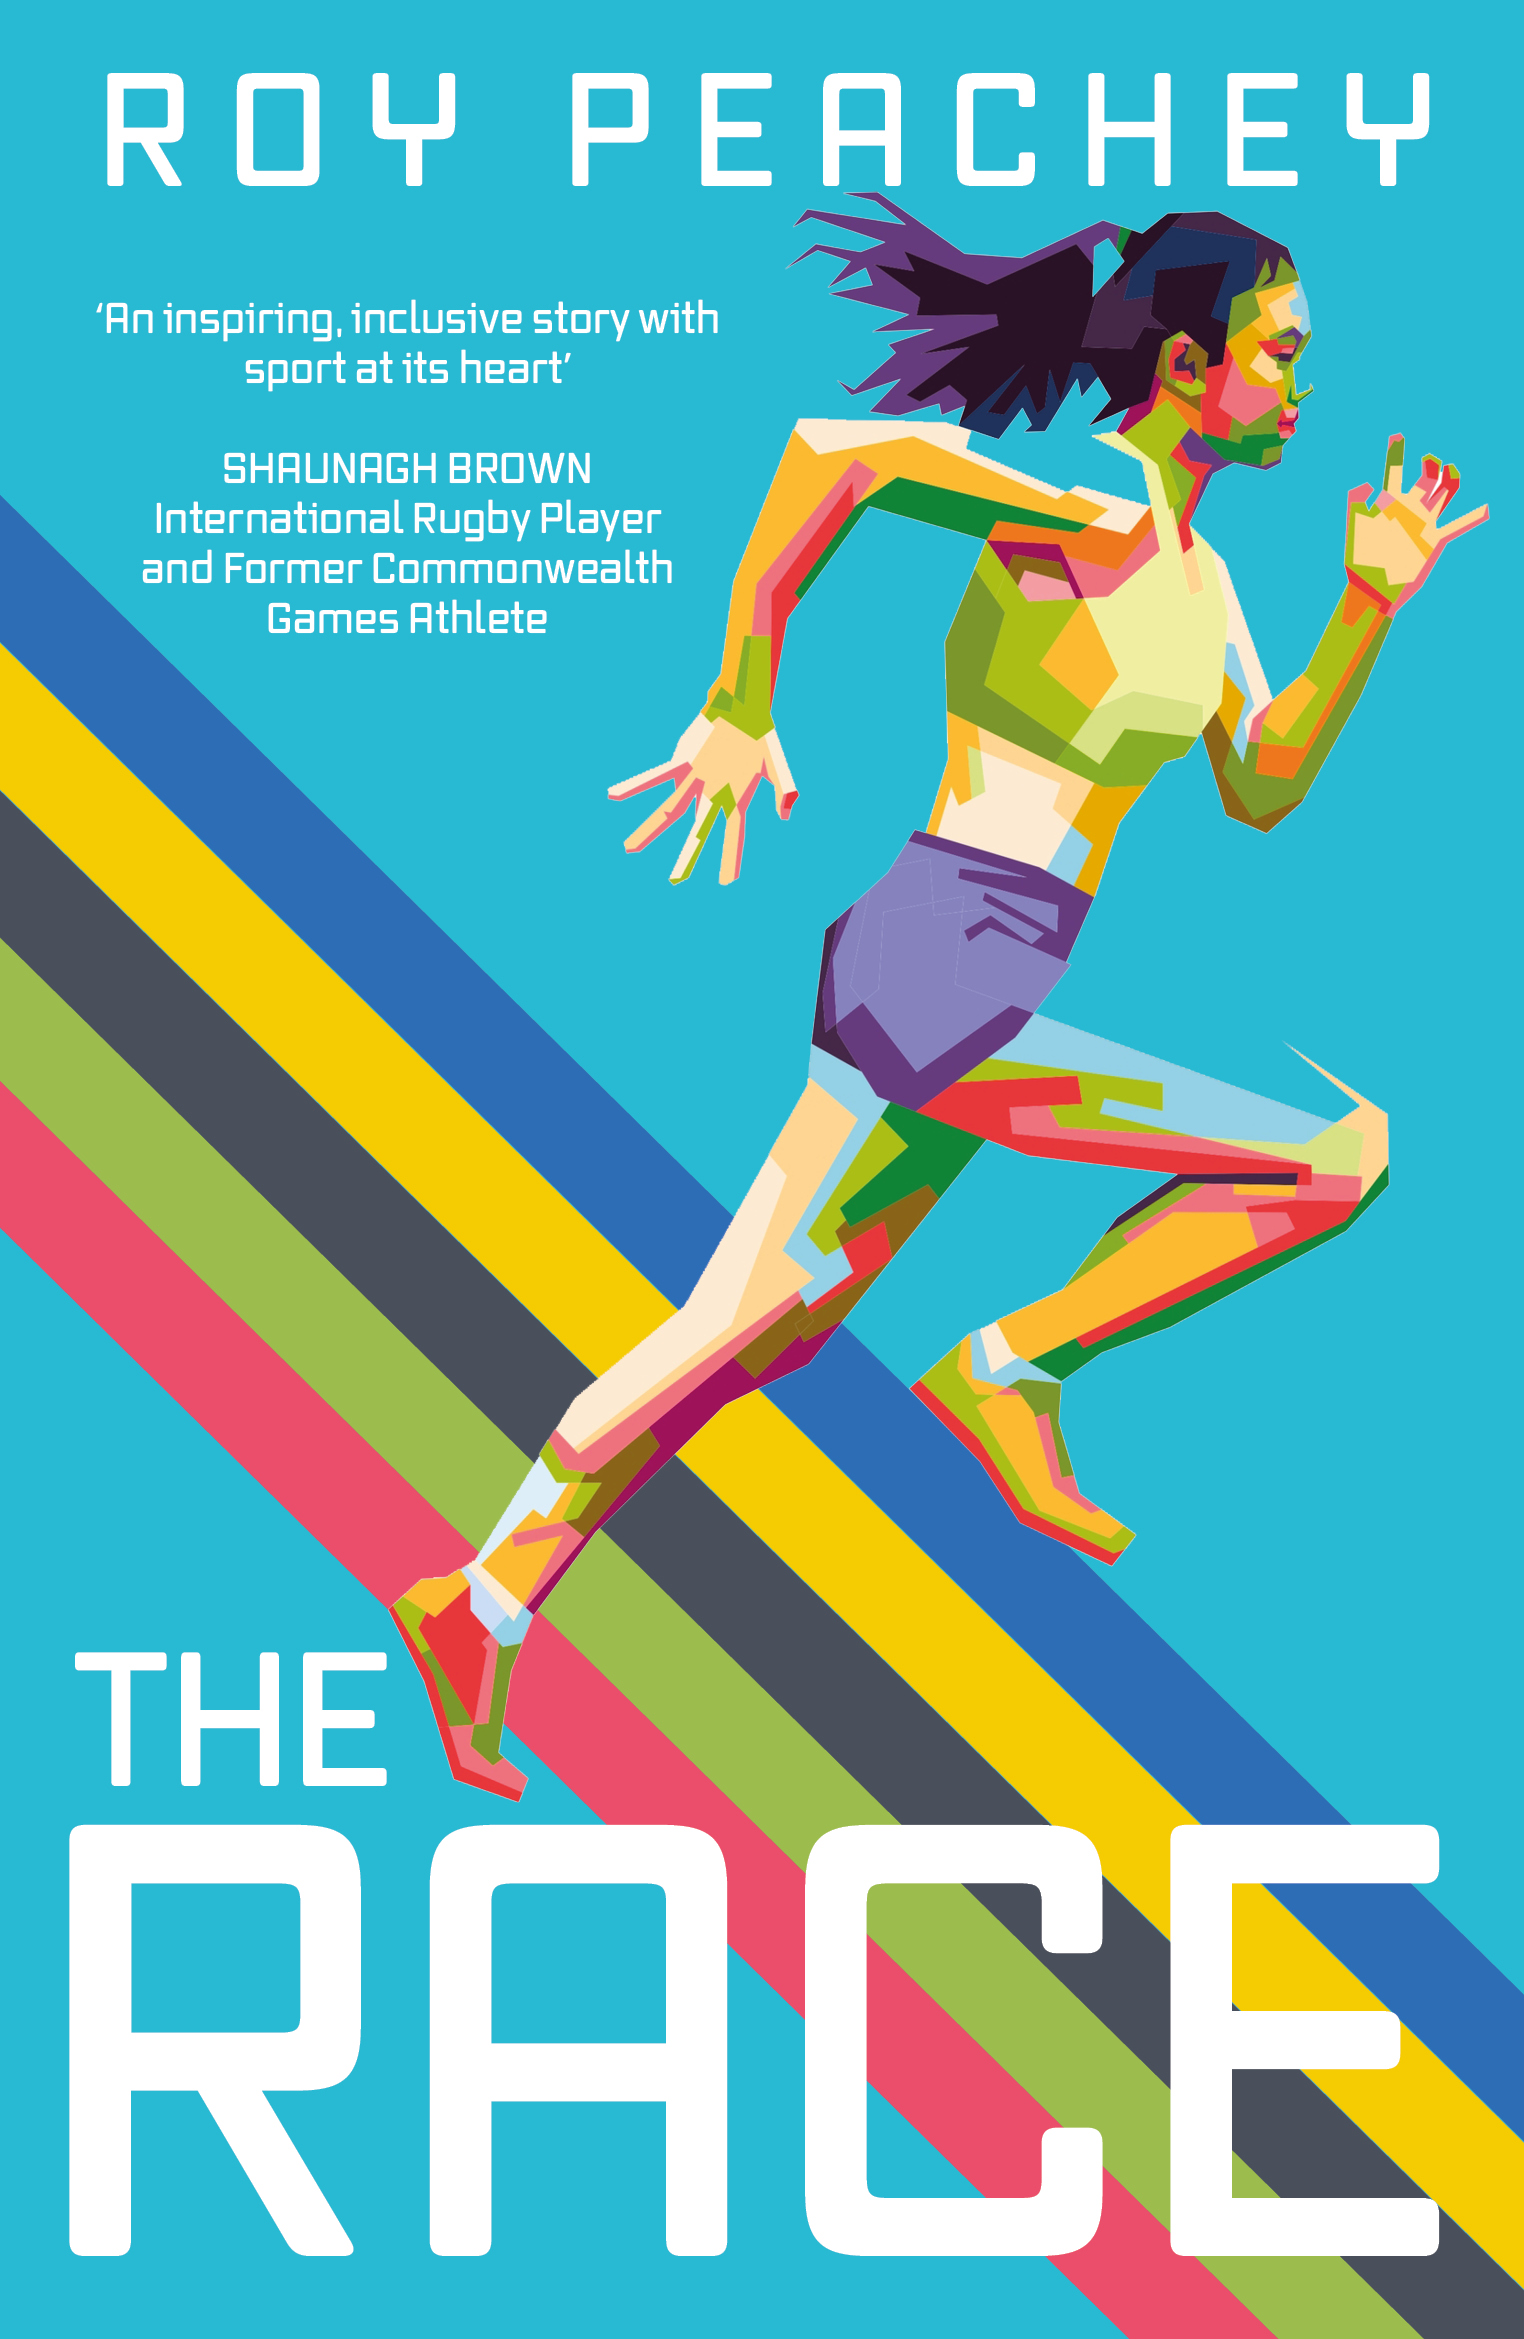 ROY PEACHEY
‘An inspiring, inclusive story with
sport at its heart’
SHAUNAGH BROWN
International Rugby Player
and Former Commonwealth
Games Athlete
THE
RACE